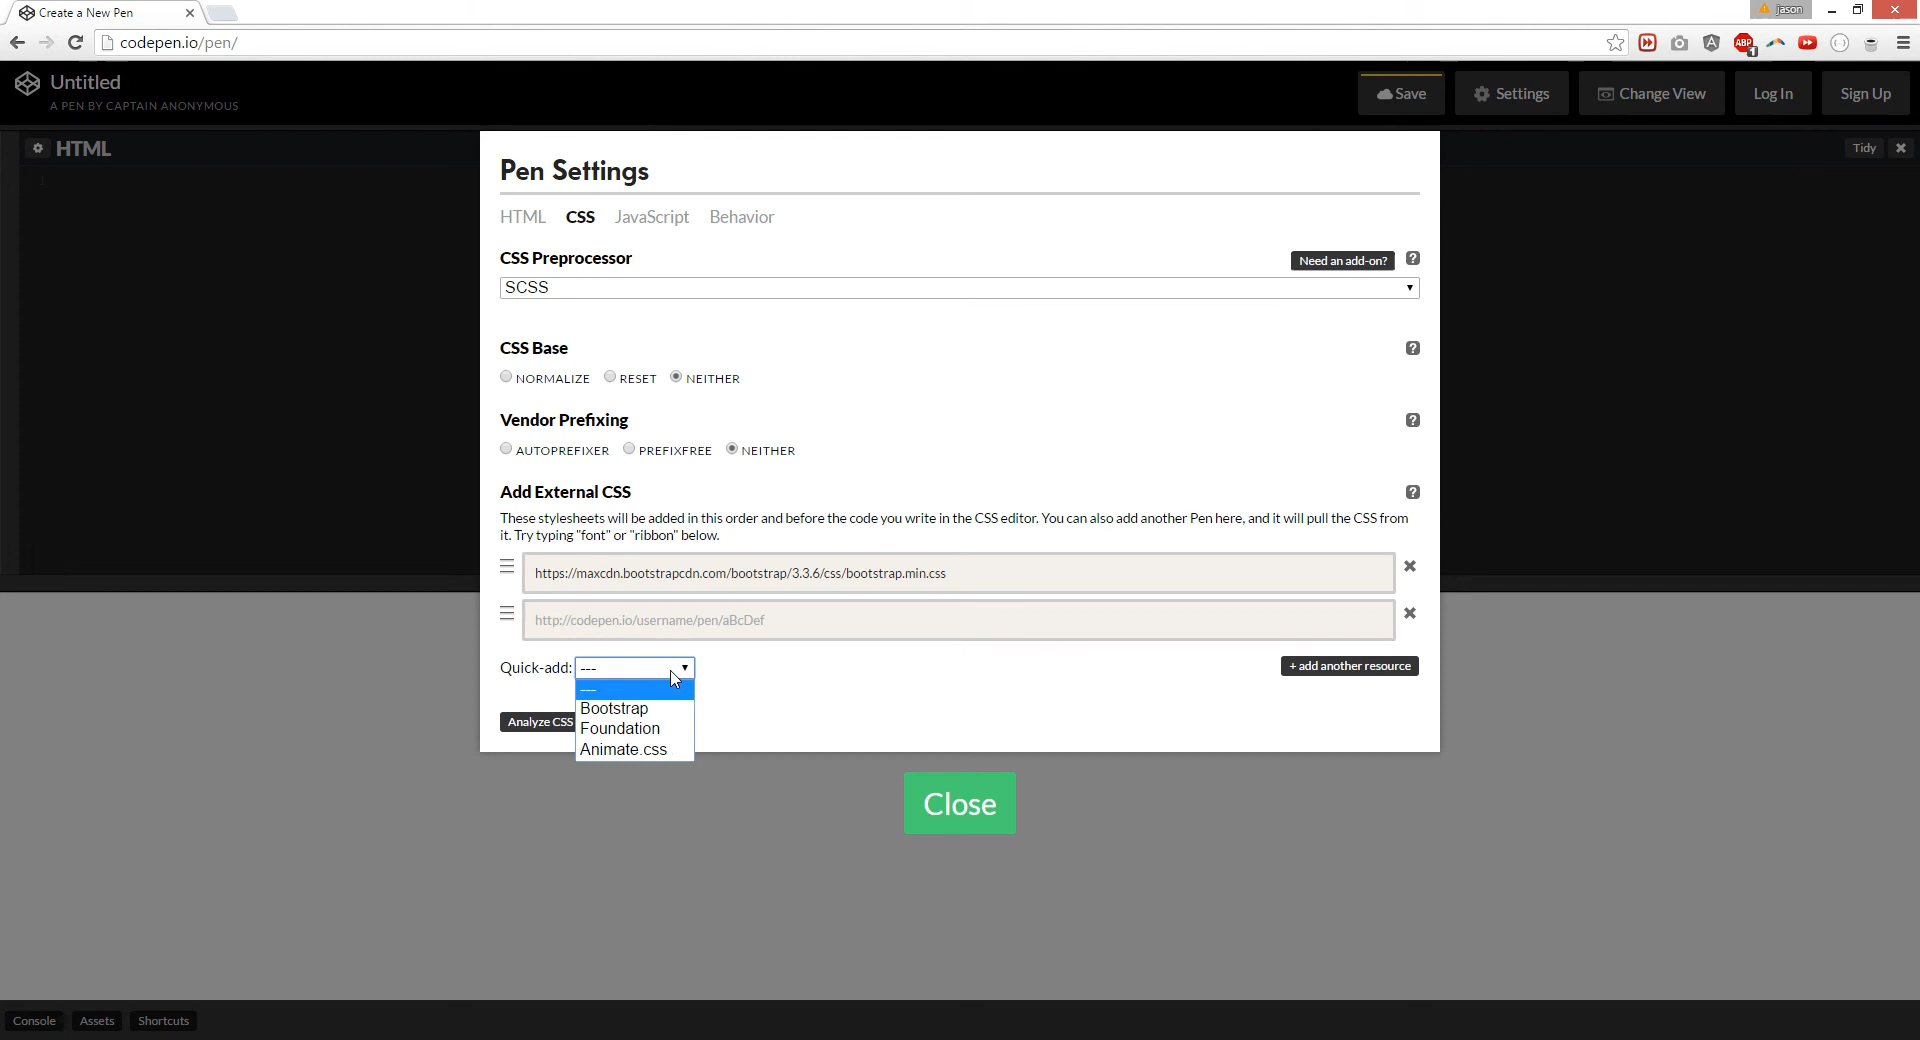 Create a New Pen
jason
codepen.io/pen/
ABP
1
Untitled
A PEN BY CAPTAIN ANONYMOUS
Save
Settings
Change View
Log In
Sign Up
HTML
Tidy
1
Pen Settings
HTML CSS JavaScript Behavior
CSS Preprocessor
Need an add-on?
?
SCSS
CSS Base
?
NORMALIZE RESET NEITHER
Vendor Prefixing
?
AUTOPREFIXER PREFIXFREE NEITHER
Add External CSS
?
These stylesheets will be added in this order and before the code you write in the CSS editor. You can also add another Pen here, and it will pull the CSS from
it. Try typing "font" or "ribbon" below.
https://maxcdn.bootstrapcdn.com/bootstrap/3.3.6/css/bootstrap.min.css
http://codepen.io/username/pen/aBcDef
Quick-add: ---
+ add another resource
---
Bootstrap
Foundation
Animate.css
Analyze CSS
Close
Console
Assets
Shortcuts